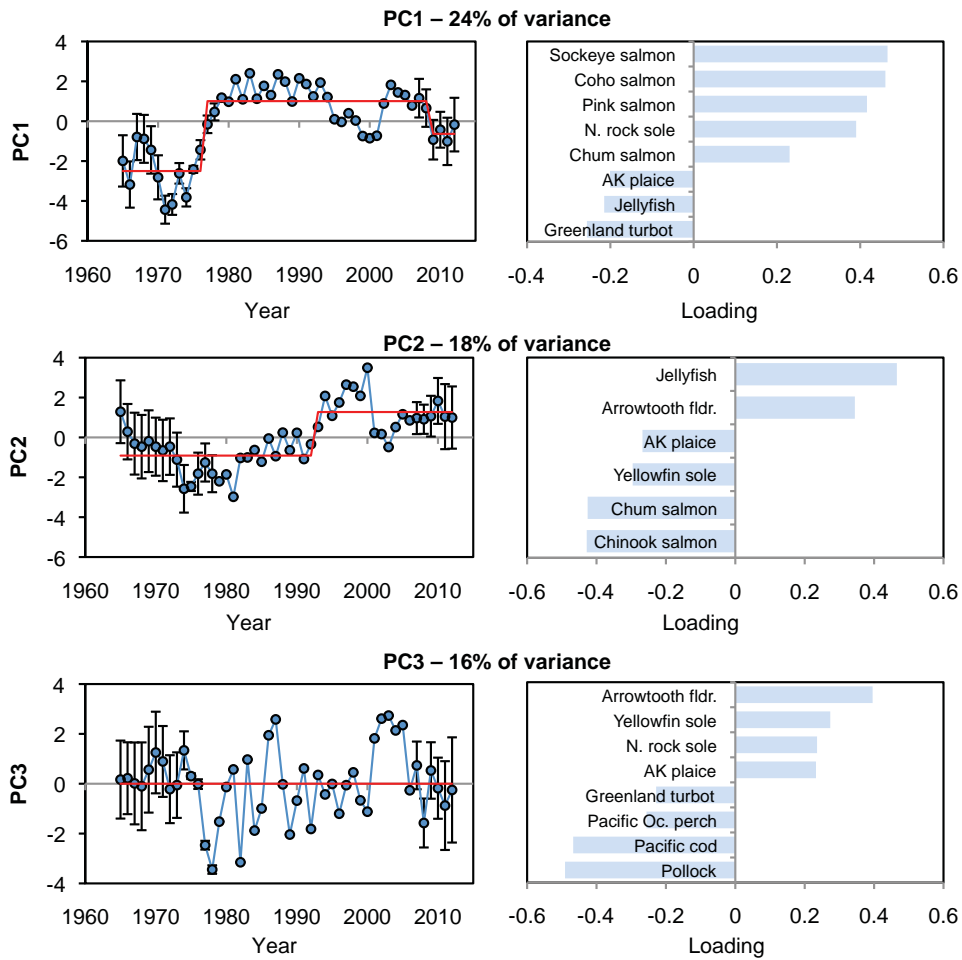 PC1 – 24% of variance
PC1
4
2
0
-2
-4
-6
1960 1970 1980 1990 2000 2010
Year
Sockeye salmon
Coho salmon
Pink salmon
N. rock sole
Chum salmon
AK plaice
Jellyfish
Greenland turbot
-0.4 -0.2 0 0.2 0.4 0.6
Loading
PC2 – 18% of variance
PC2
4
2
0
-2
-4
-6
1960 1970 1980 1990 2000 2010
Year
Jellyfish
Arrowtooth fldr.
AK plaice
Yellowfin sole
Chum salmon
Chinook salmon
-0.6 -0.4 -0.2 0 0.2 0.4 0.6
Loading
PC3 – 16% of variance
PC3
4
2
0
-2
-4
1960 1970 1980 1990 2000 2010
Year
Arrowtooth fldr.
Yellowfin sole
N. rock sole
AK plaice
Greenland turbot
Pacific Oc. perch
Pacific cod
Pollock
-0.6 -0.4 -0.2 0 0.2 0.4 0.6
Loading